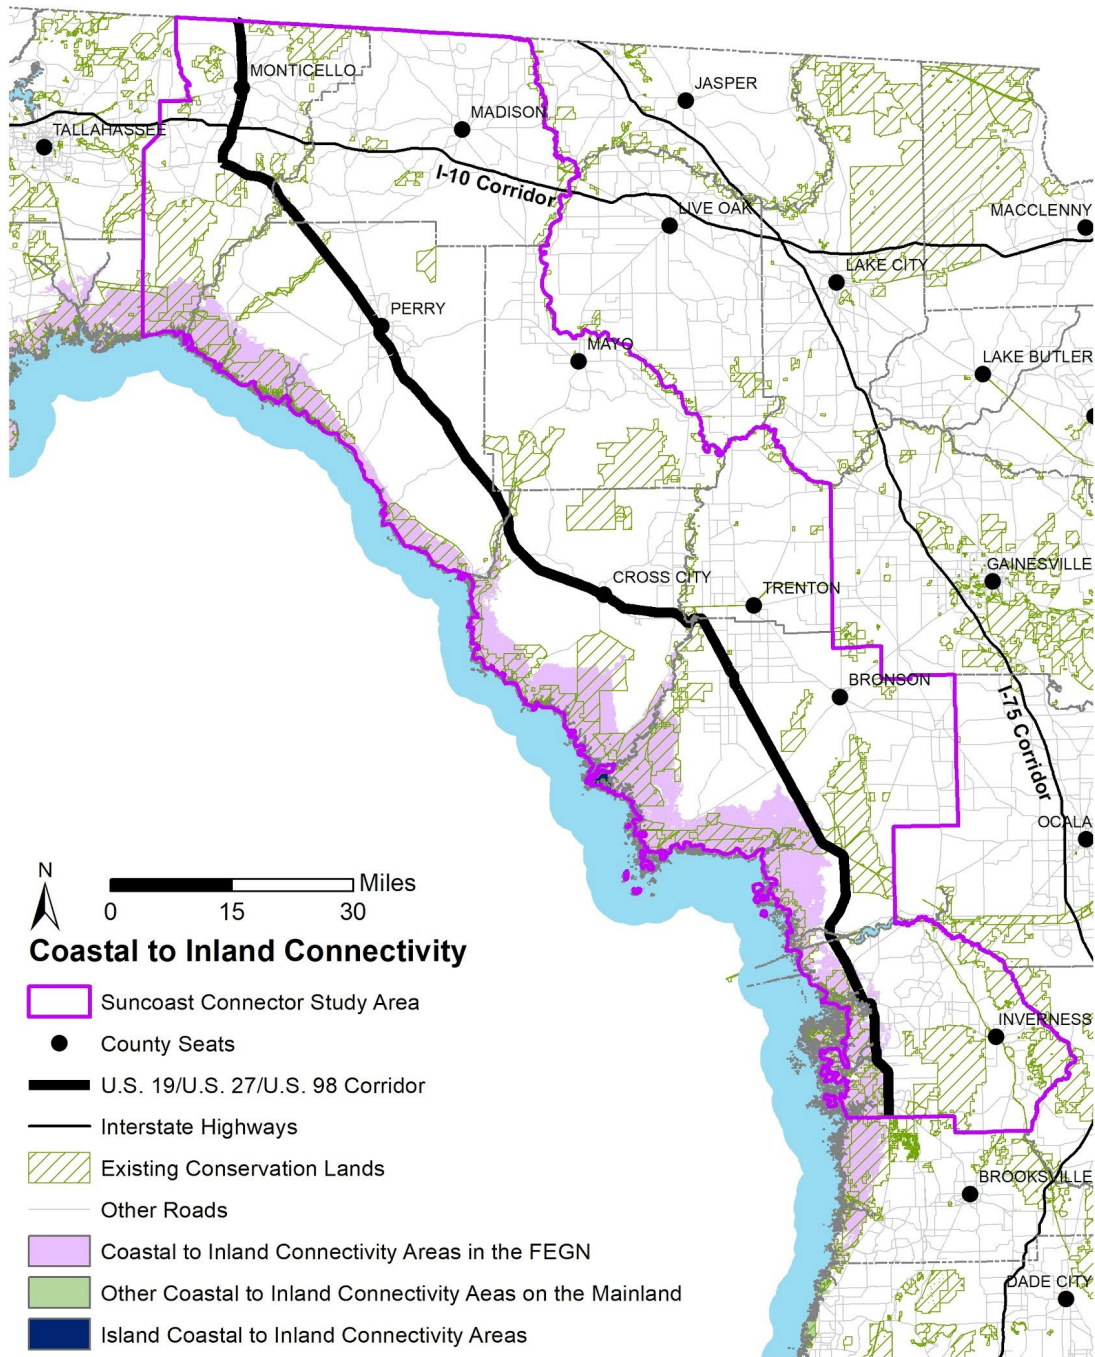 MONTICELLO
JASPER
MADISON
TALLAHASSEE
I-10 Corridor
LIVE OAK
MACCLENNY
LAKE CITY
PERRY
MAYO
LAKE BUTLER
GAINESVILLE
CROSS CITY
TRENTON
BRONSON
I-75 Corridor
OCALA
N
Miles
0 15 30
Coastal to Inland Connectivity
Suncoast Connector Study Area
INVERNESS
County Seats
U.S. 19/U.S. 27/U.S. 98 Corridor
Interstate Highways
Existing Conservation Lands
BROOKSVILLE
Other Roads
Coastal to Inland Connectivity Areas in the FEGN
Other Coastal to Inland Connectivity Aeas on the Mainland
DADE CITY
Island Coastal to Inland Connectivity Areas